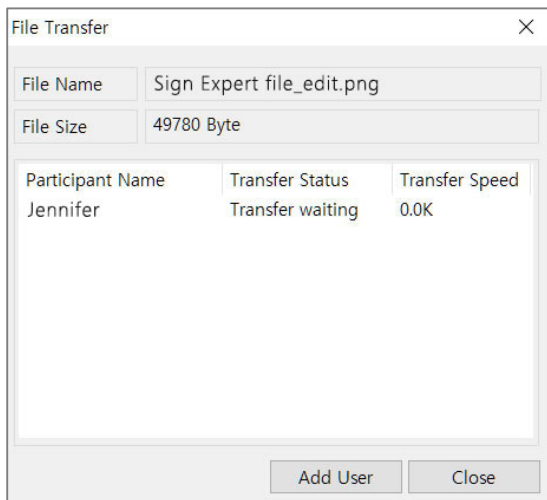 File Transfer
File Name Sign Expert file_edit.png
File Size 49780 Byte
Participant Name Transfer Status Transfer Speed
Jennifer Transfer waiting 0.0K
Add User Close